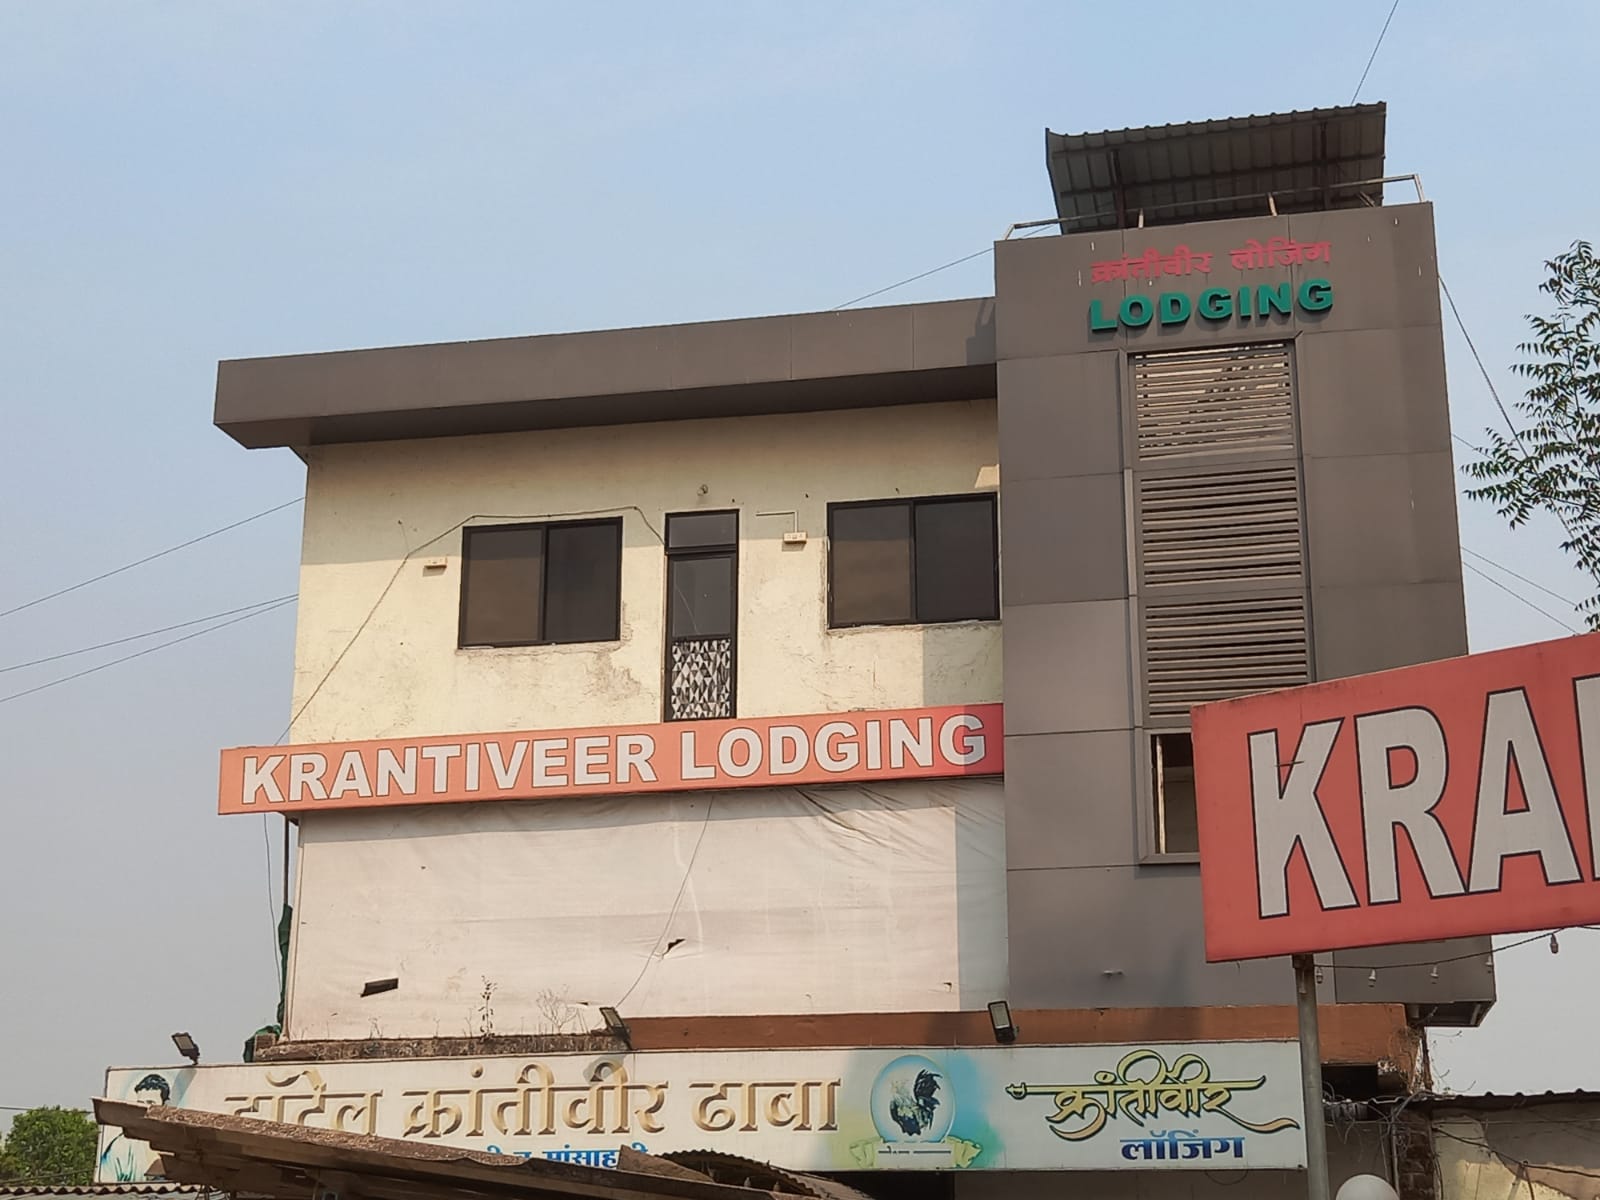 क्रांतीवीर लोजिंग
LODGING
KRANTIVEER LODGING
KRA
हॉटेल क्रांतीवीर ढाबा
क्रांतीवीर
लॉजिंग